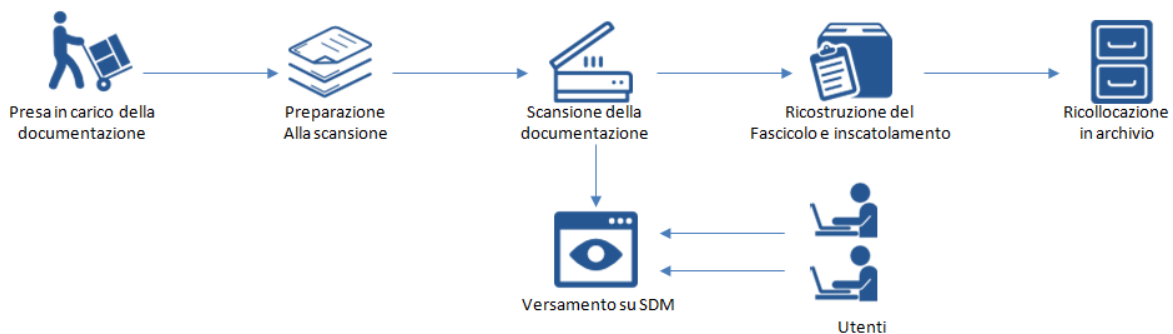 Presa in carico della
documentazione
Preparazione
Alla scansione
Scansione della
documentazione
Ricostruzione del
Fascicolo e inscatolamento
Ricollocazione
in archivio
Versamento su SDM
Utenti